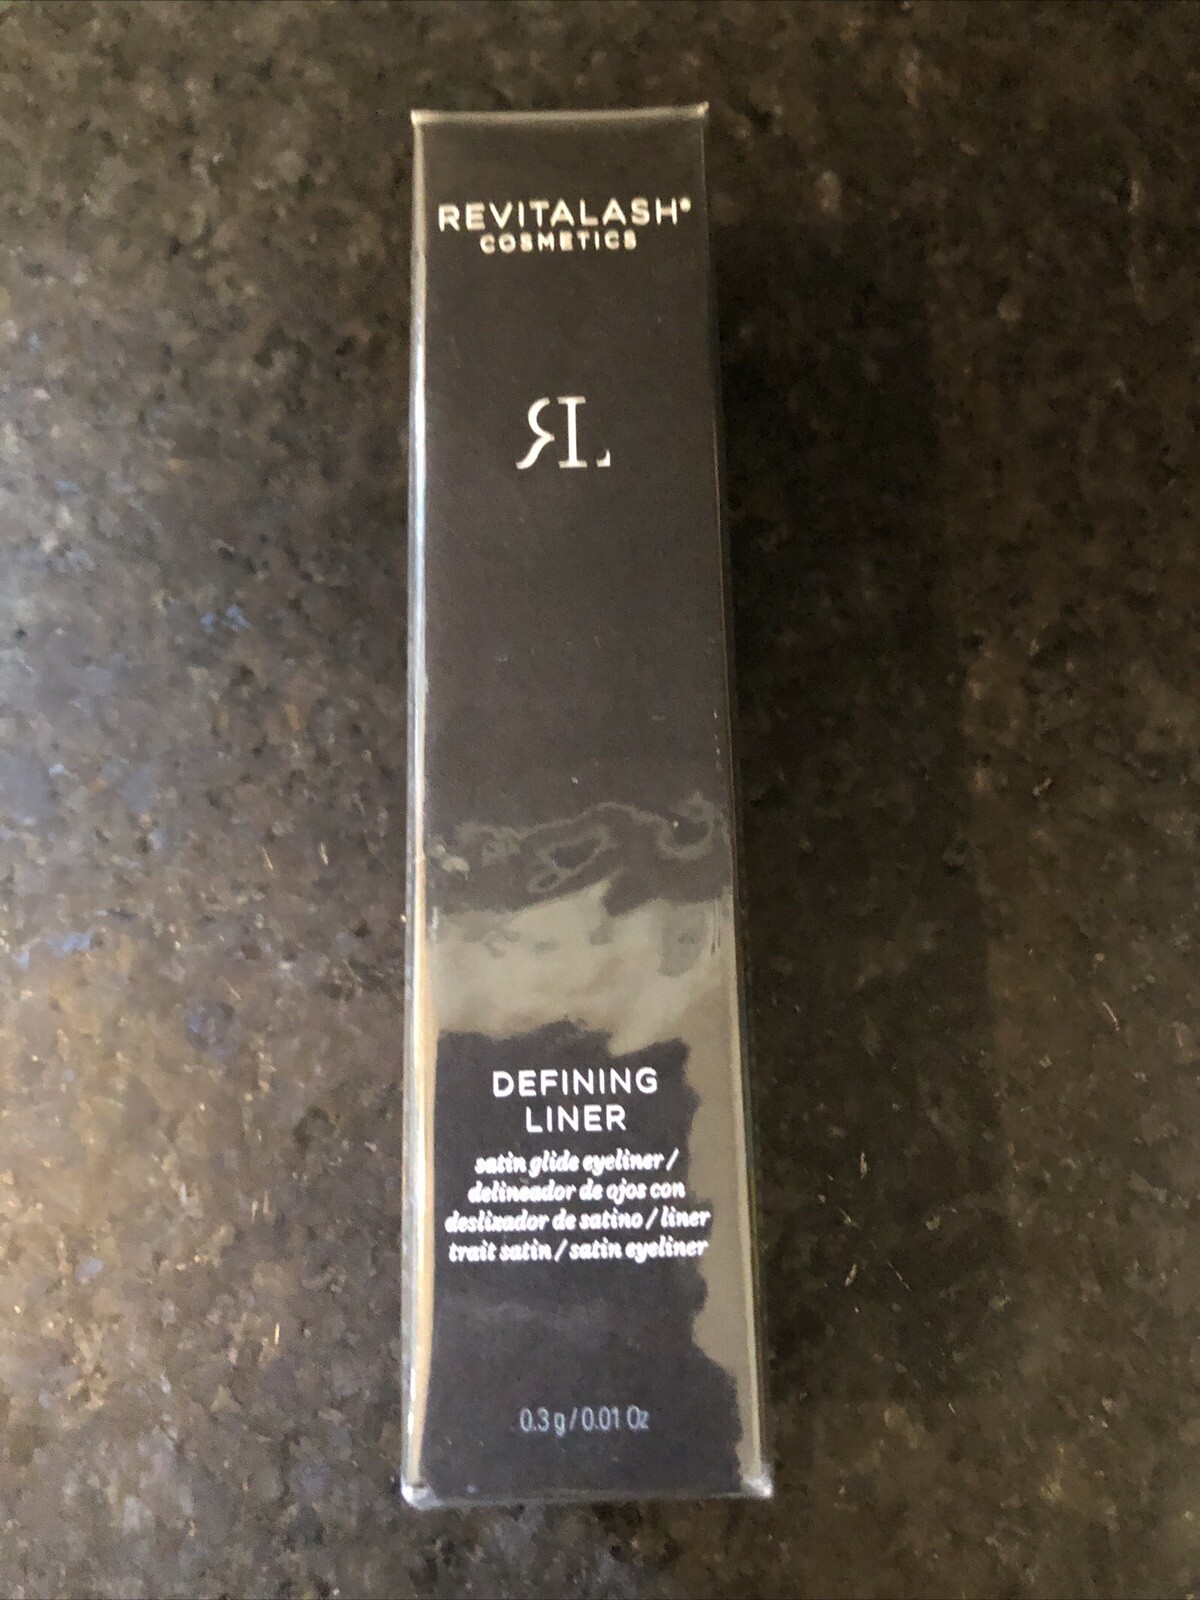 REVITALASH®
COSMETICS
RL
DEFINING
LINER
satin glide eyeliner /
delineador de ojos con
deslizador de satino / liner
trait satin / satin eyeliner
0.3 g / 0.01 Oz